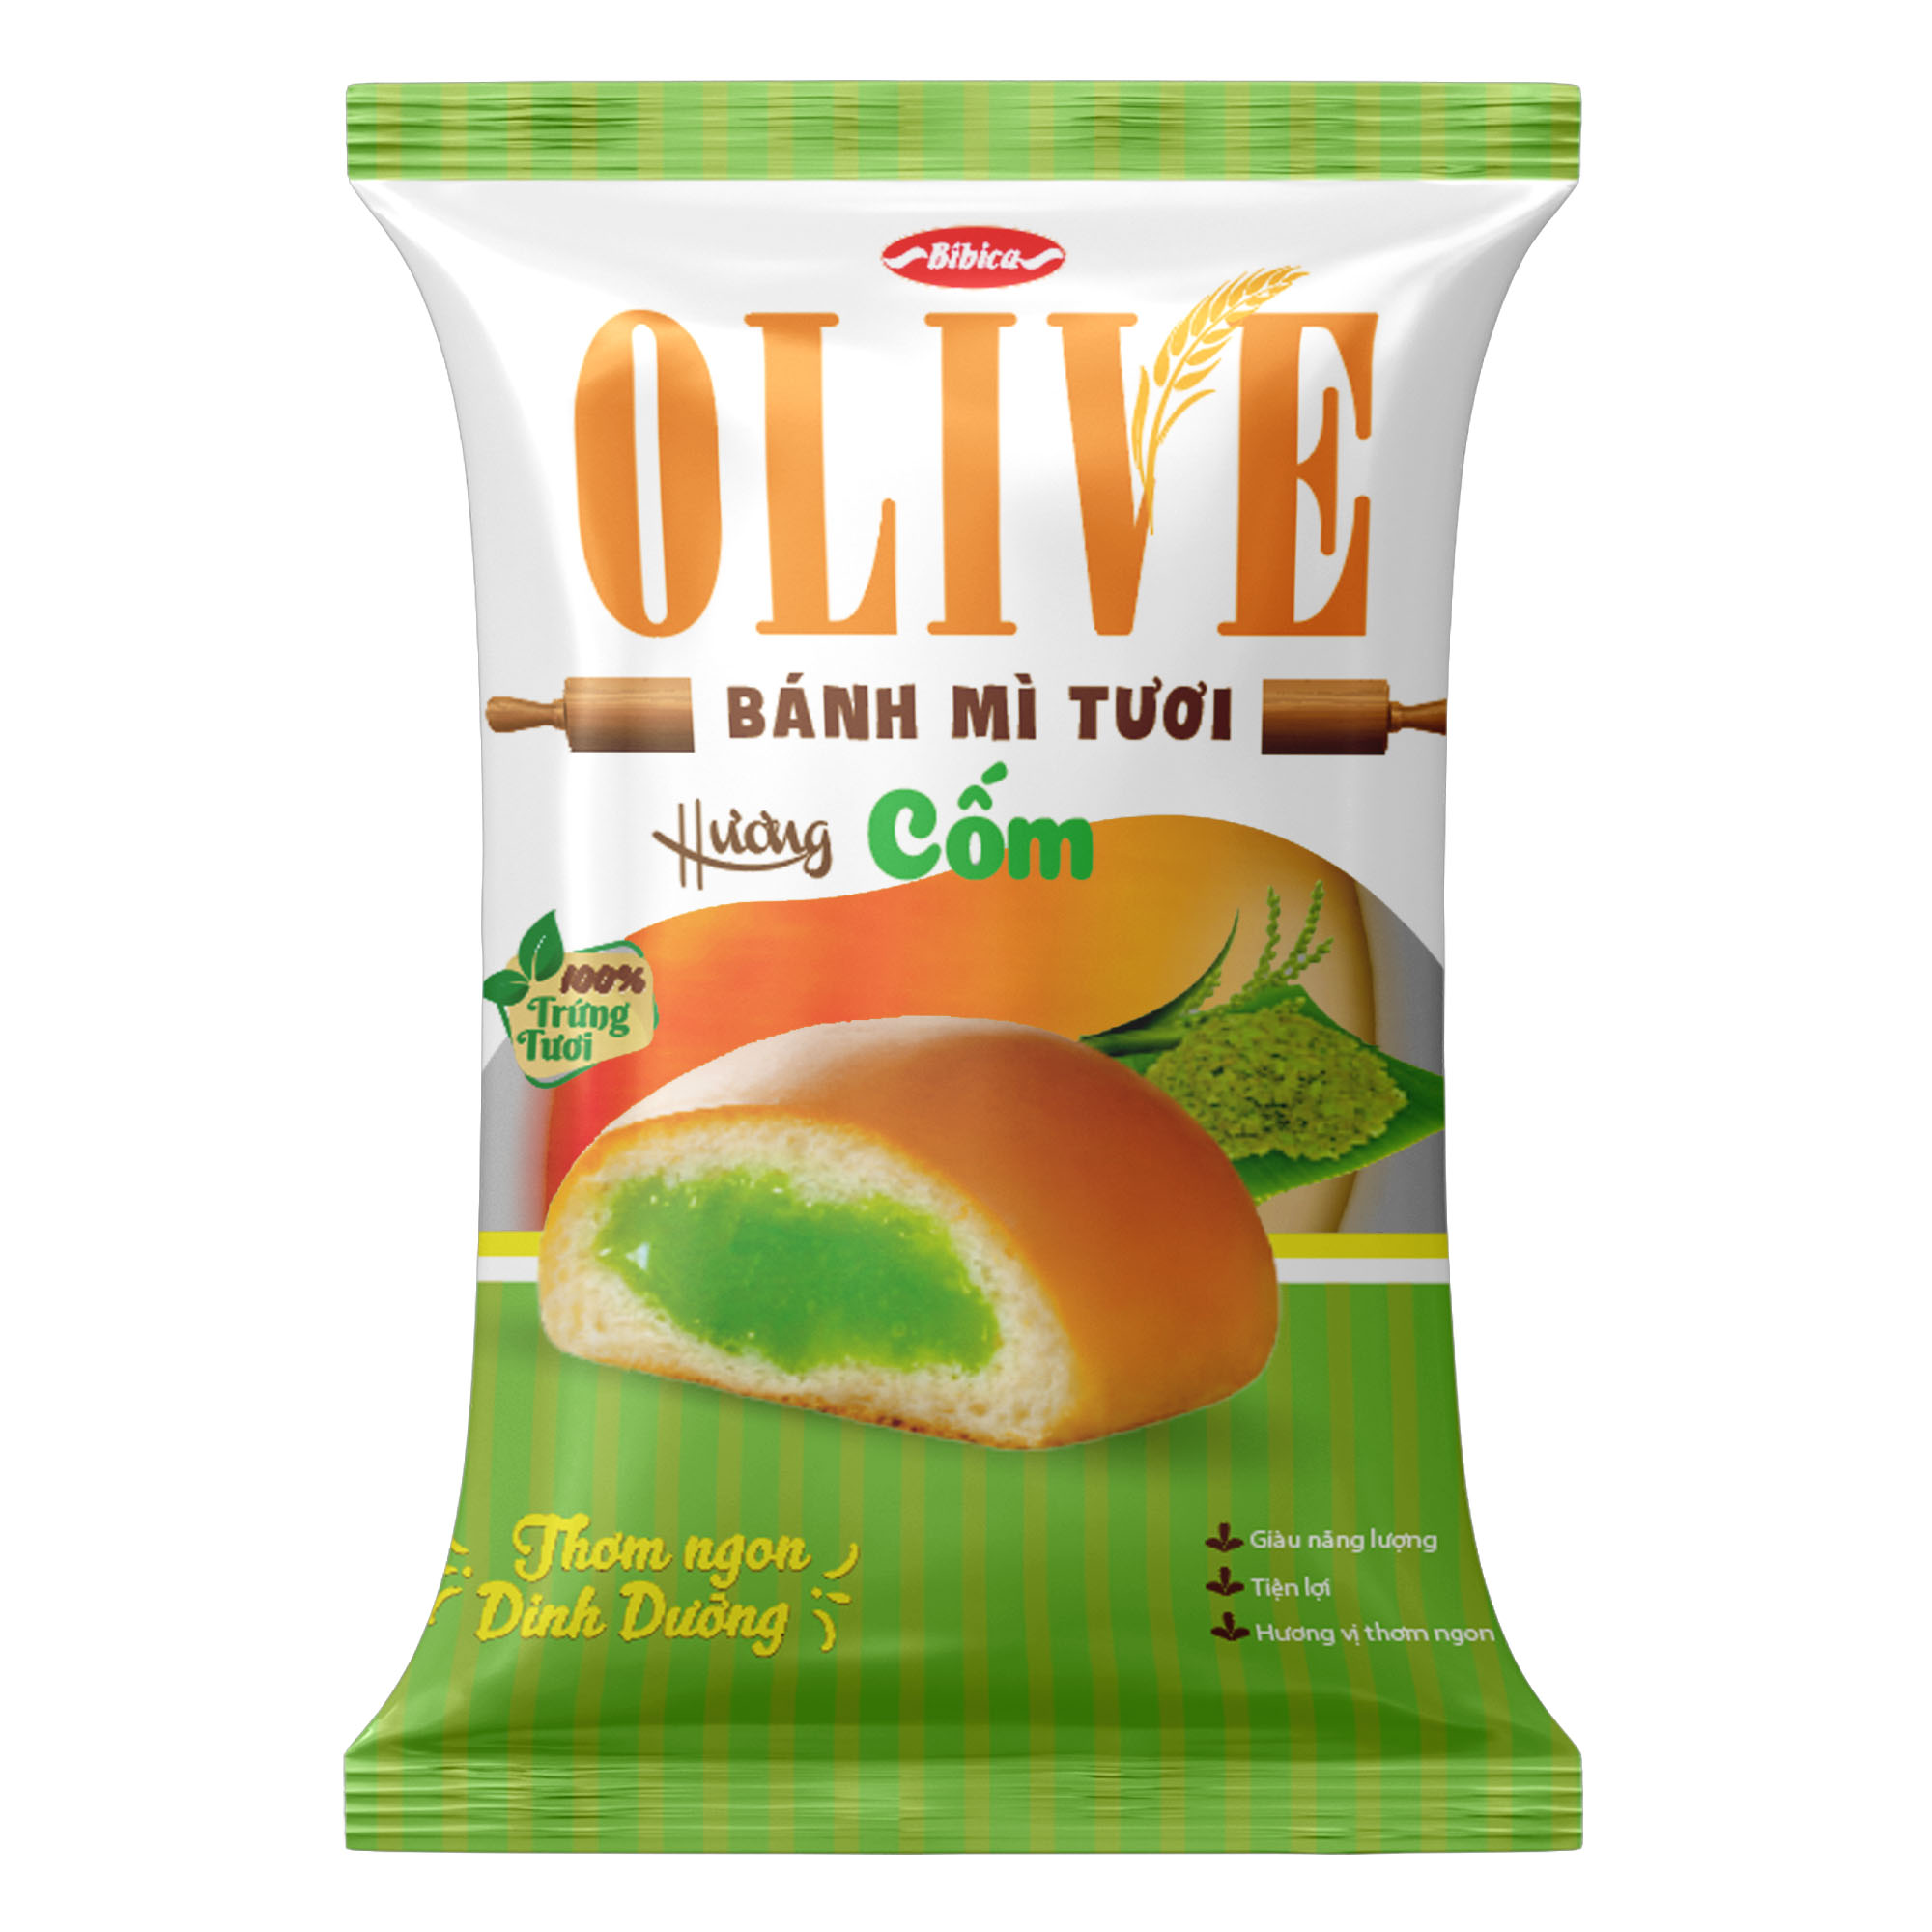 Bibica
OLIVE
BÁNH MÌ TƯƠI
Hương Cốm
100%
Trứng
Tươi
Thơm ngon
Dinh Dưỡng
Giàu năng lượng
Tiện lợi
Hương vị thơm ngon